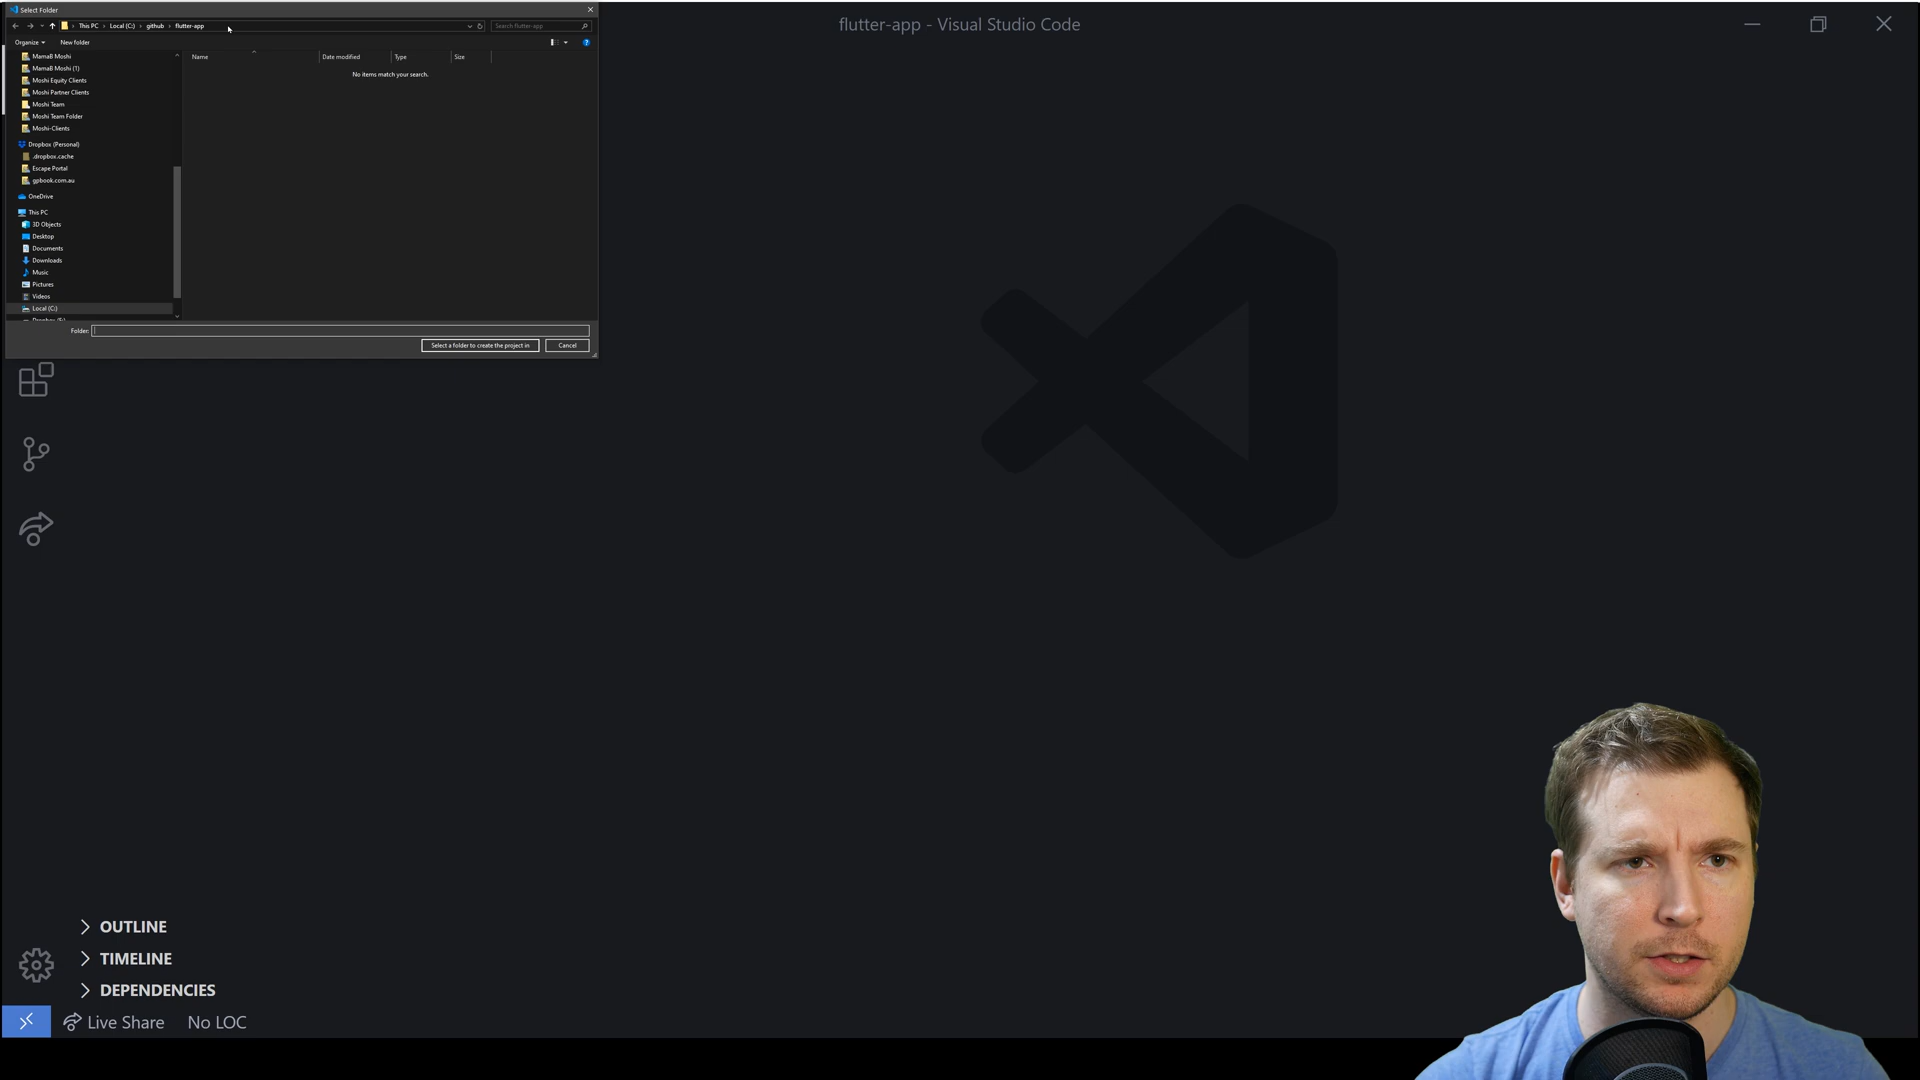 Select Folder
flutter-app - Visual Studio Code
This PC > Local (C:) > github > flutter-app
Search flutter-app
Organize
New folder
Name
Date modified
Type
Size
No items match your search.
MamaB Moshi
MamaB Moshi (1)
Moshi Equity Clients
Moshi Partner Clients
Moshi Team
Moshi Team Folder
Moshi-Clients
Dropbox (Personal)
.dropbox.cache
Escape Portal
gpbook.com.au
OneDrive
This PC
3D Objects
Desktop
Documents
Downloads
Music
Pictures
Videos
Local (C:)
Folder:
Select a folder to create the project in
Cancel
OUTLINE
TIMELINE
DEPENDENCIES
Live Share
No LOC